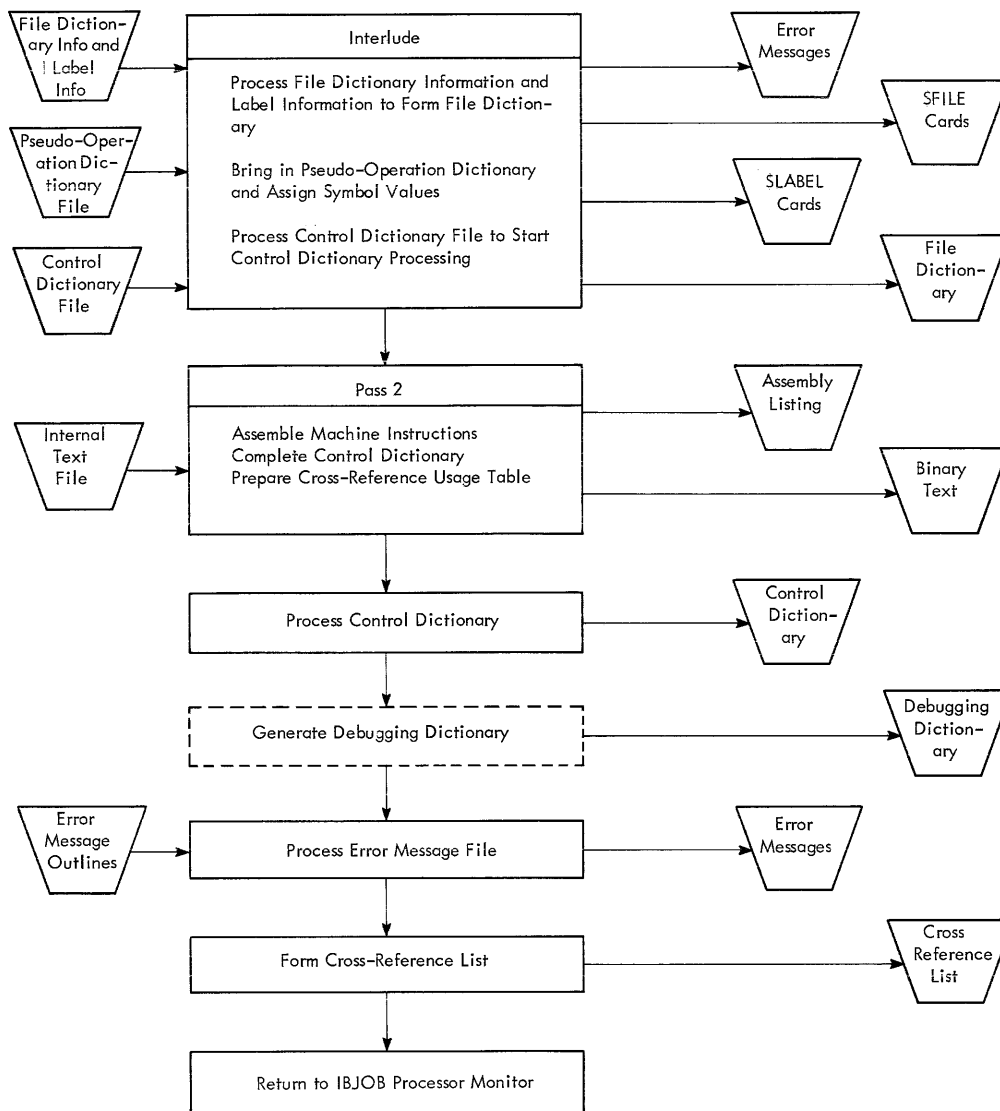 File Diction-
ary Info and
Label
Info
Interlude
Process File Dictionary Information and
Label Information to Form File Diction-
ary
Bring in Pseudo-Operation Dictionary
and Assign Symbol Values
Process Control Dictionary File to Start
Control Dictionary Processing
Error
Messages
SFILE
Cards
Pseudo-Oper-
ation Dic-
tionary
File
SLABEL
Cards
Control
Dictionary
File
File
Diction-
ary
Pass 2
Assemble Machine Instructions
Complete Control Dictionary
Prepare Cross-Reference Usage Table
Internal
Text
File
Assembly
Listing
Binary
Text
Process Control Dictionary
Control
Diction-
ary
Generate Debugging Dictionary
Debugging
Diction-
ary
Error
Message
Outlines
Process Error Message File
Error
Messages
Form Cross-Reference List
Cross
Reference
List
Return to IBJOB Processor Monitor